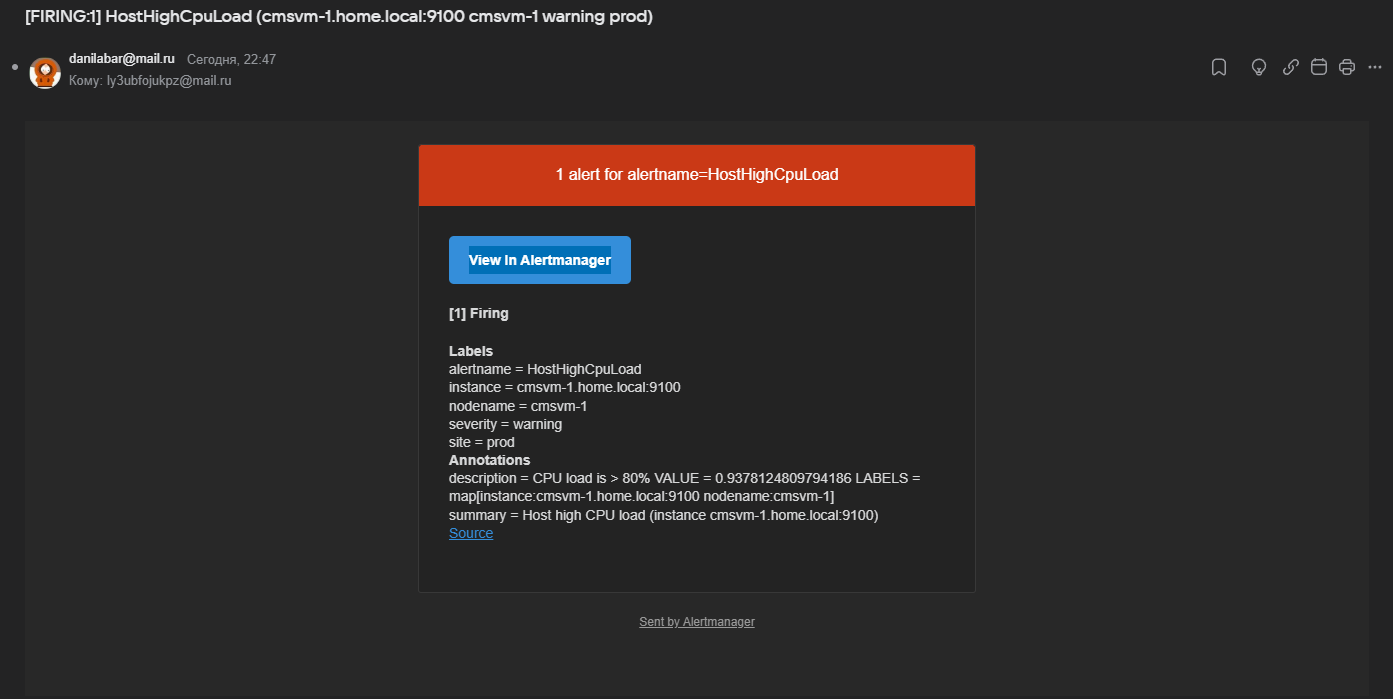 [FIRING:1] HostHighCpuLoad (cmsvm-1.home.local:9100 cmsvm-1 warning prod)
danilabar@mail.ru Сегодня, 22:47
Кому: ly3ubfojukpz@mail.ru
1 alert for alertname=HostHighCpuLoad
View In Alertmanager
[1] Firing
Labels
alertname = HostHighCpuLoad
instance = cmsvm-1.home.local:9100
nodename = cmsvm-1
severity = warning
site = prod
Annotations
description = CPU load is > 80% VALUE = 0.9378124809794186 LABELS =
map[instance:cmsvm-1.home.local:9100 nodename:cmsvm-1]
summary = Host high CPU load (instance cmsvm-1.home.local:9100)
Source
Sent by Alertmanager